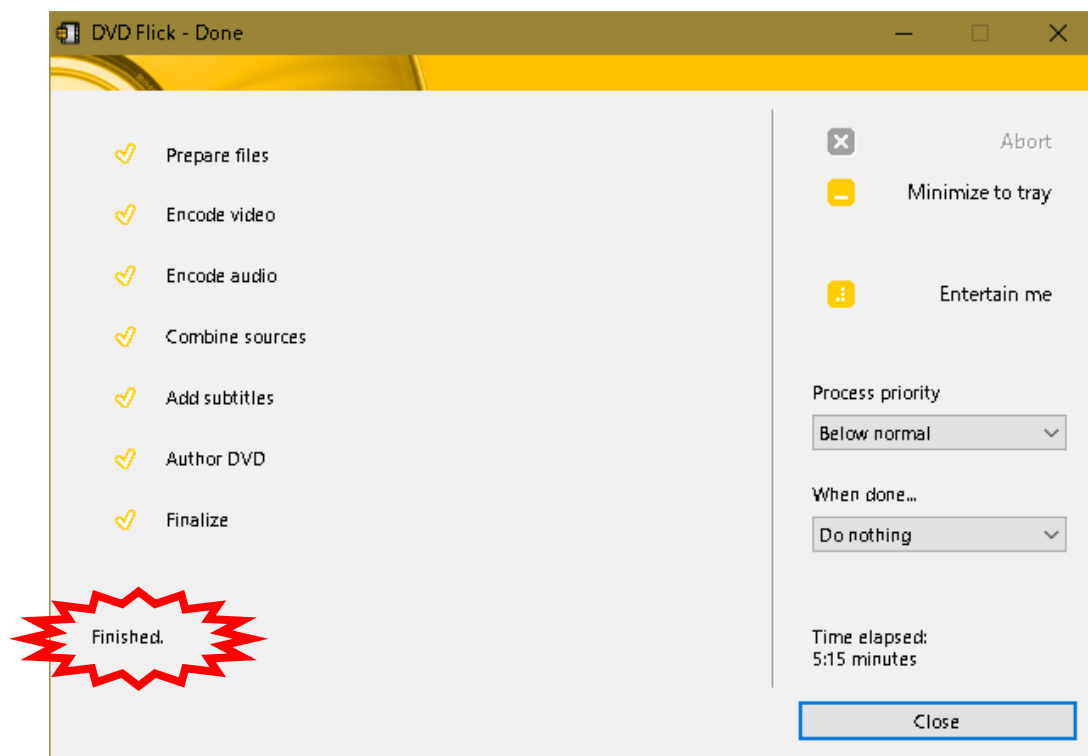 DVD Flick - Done
Prepare files
Encode video
Encode audio
Combine sources
Add subtitles
Author DVD
Finalize
Finished.
Abort
Minimize to tray
Entertain me
Process priority
Below normal
When done...
Do nothing
Time elapsed:
5:15 minutes
Close